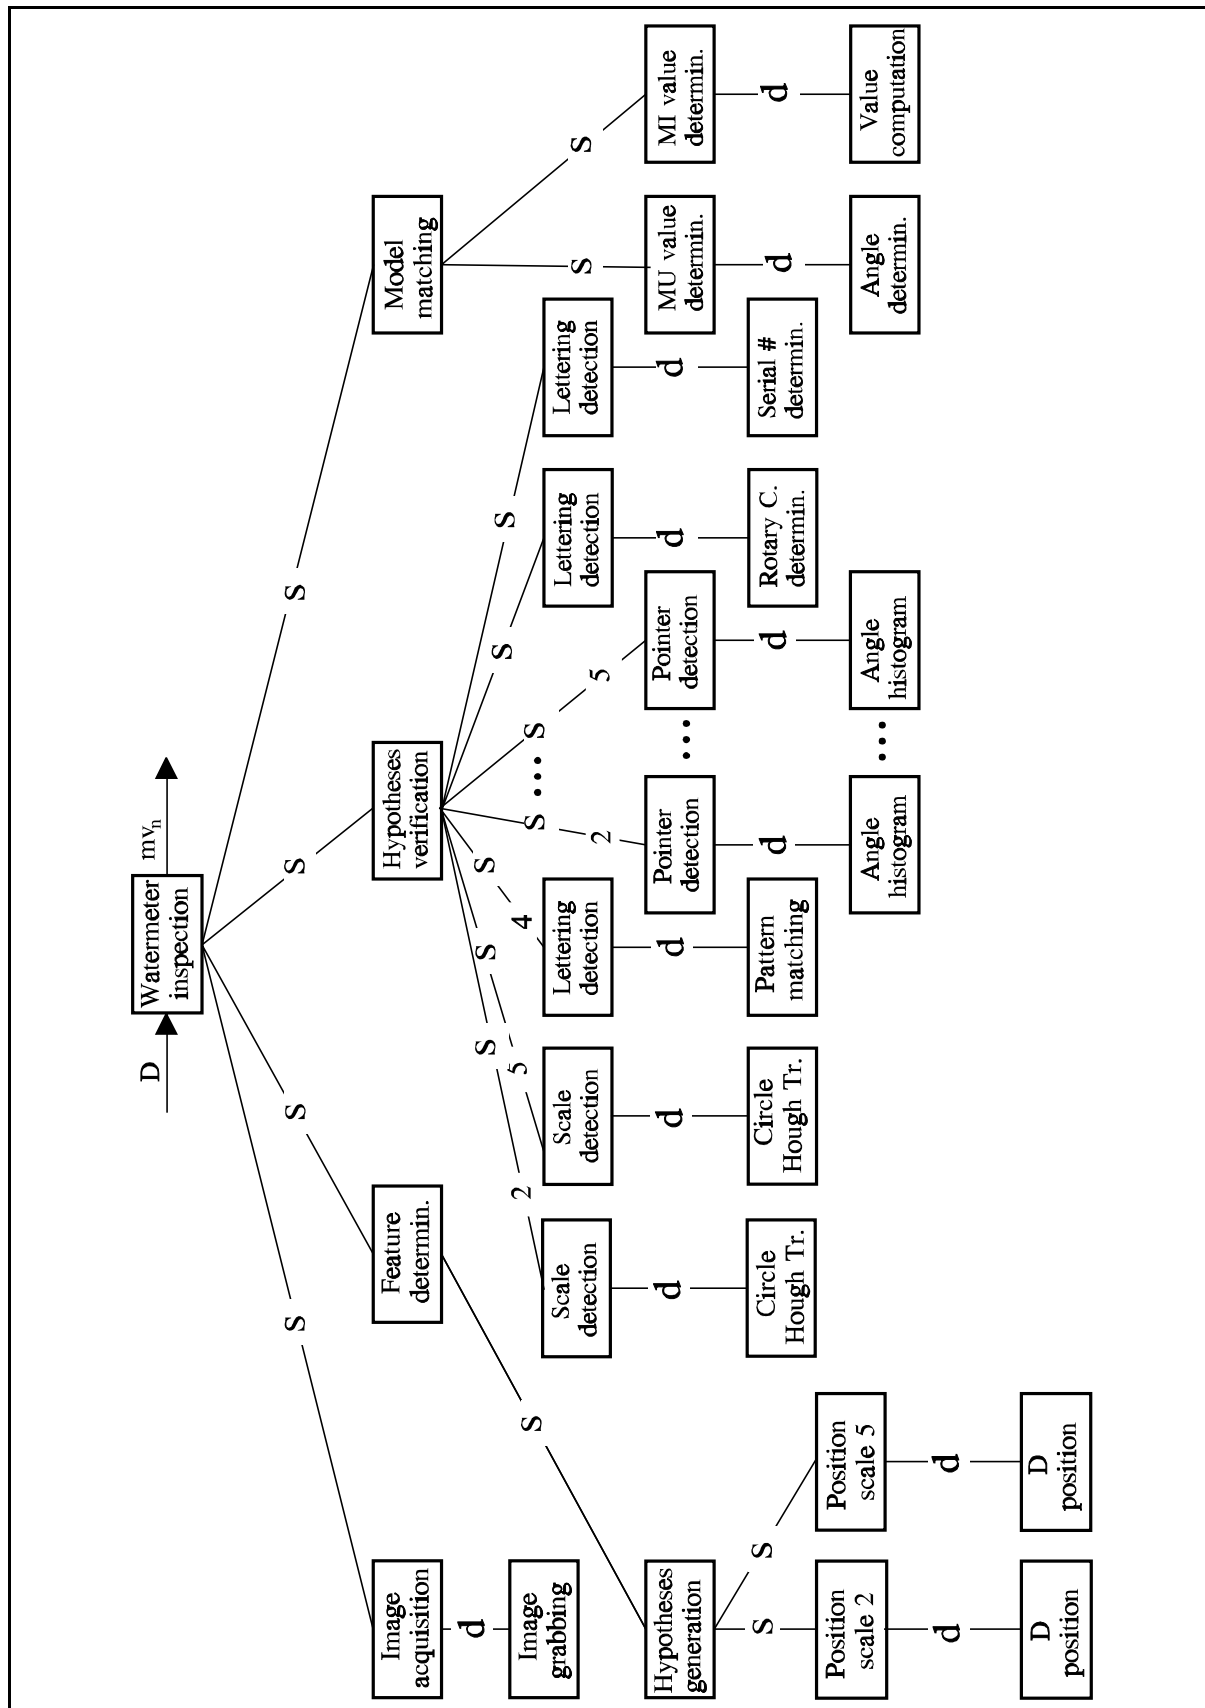 D
mv_n
Watermeter
inspection
S
S
S
S
Image
acquisition
Feature
determin.
Hypotheses
verification
Model
matching
d
Image
grabbing
S
S
S
S
S
S
S
S
S
S
...
2
5
4
2
5
Scale
detection
Scale
detection
Lettering
detection
Lettering
detection
Lettering
detection
Hypotheses
generation
Pointer
detection
...
Pointer
detection
MU value
determin.
MI value
determin.
d
d
d
d
d
d
d
d
d
Circle
Hough Tr.
Circle
Hough Tr.
Pattern
matching
Rotary C.
determin.
Serial #
determin.
S
S
Position
scale 2
Position
scale 5
Angle
histogram
...
Angle
histogram
Angle
determin.
Value
computation
d
d
D
position
D
position